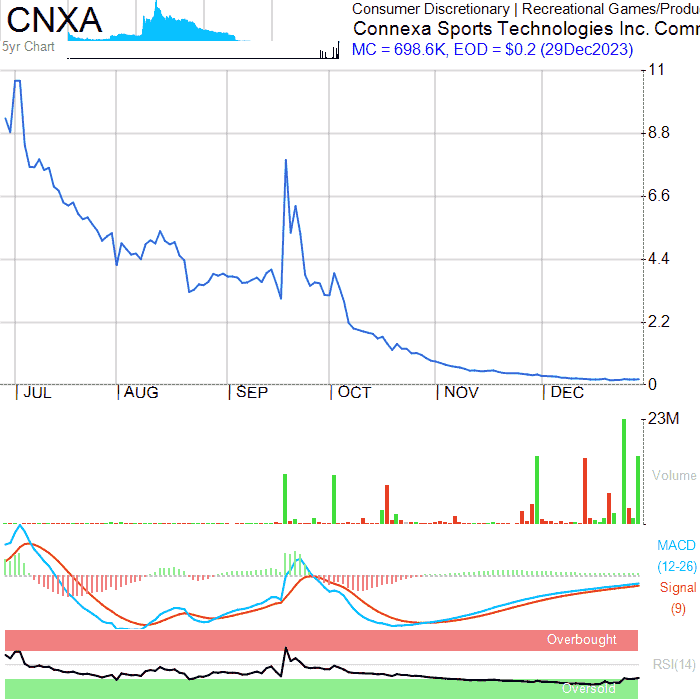 CNXA
5yr Chart
Consumer Discretionary | Recreational Games/Produ
Connexa Sports Technologies Inc. Comm
MC = 698.6K, EOD = $0.2 (29Dec2023)
11
8.8
6.6
4.4
2.2
0
JUL AUG SEP OCT NOV DEC
23M
Volume
MACD
(12-26)
Signal
(9)
Overbought
RSI(14)
Oversold